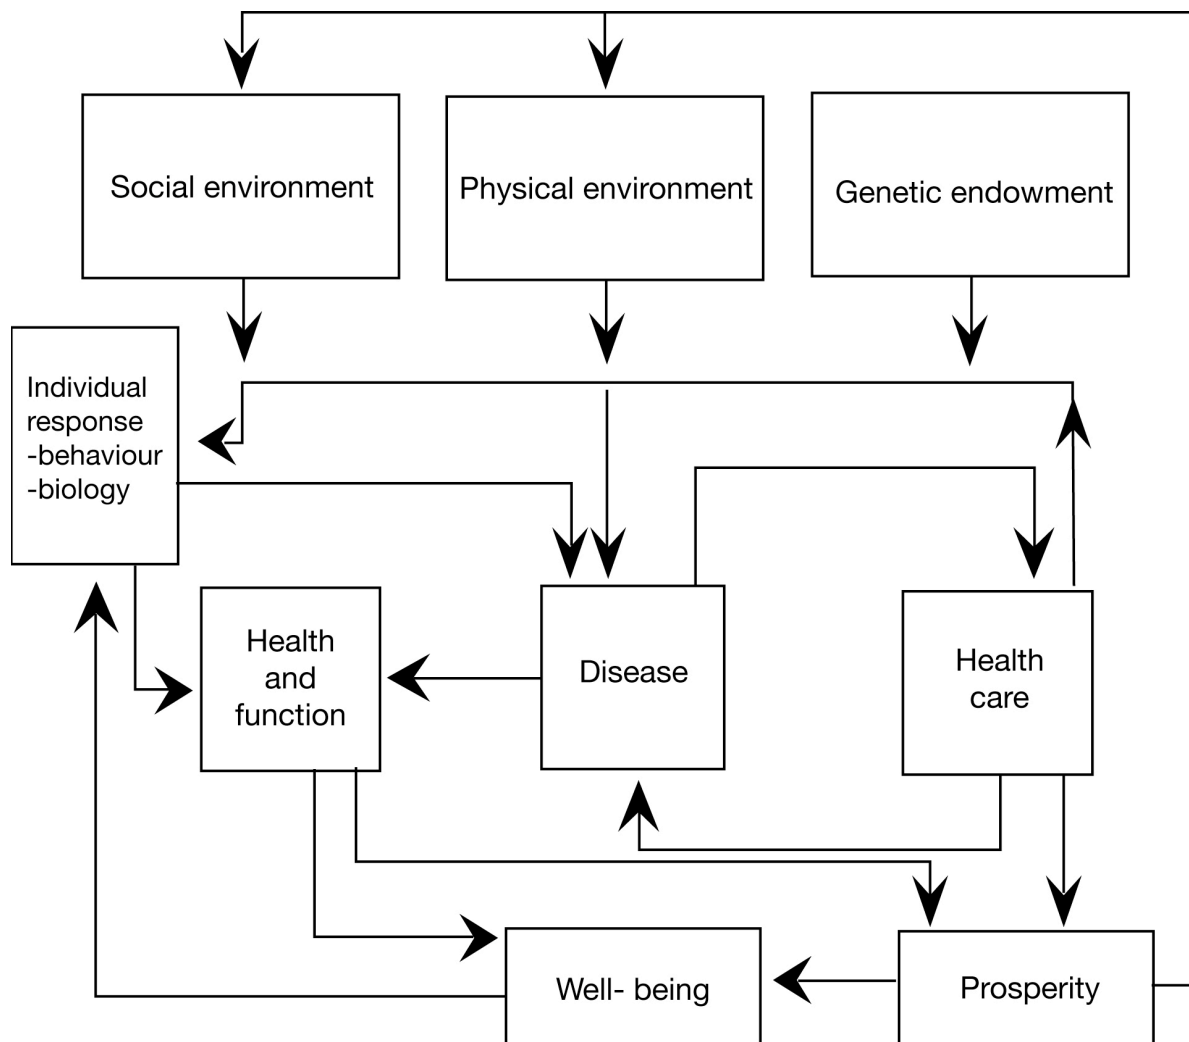 Social environment
Physical environment
Genetic endowment
Individual
response
-behaviour
-biology
Health
and
function
Disease
Health
care
Well- being
Prosperity